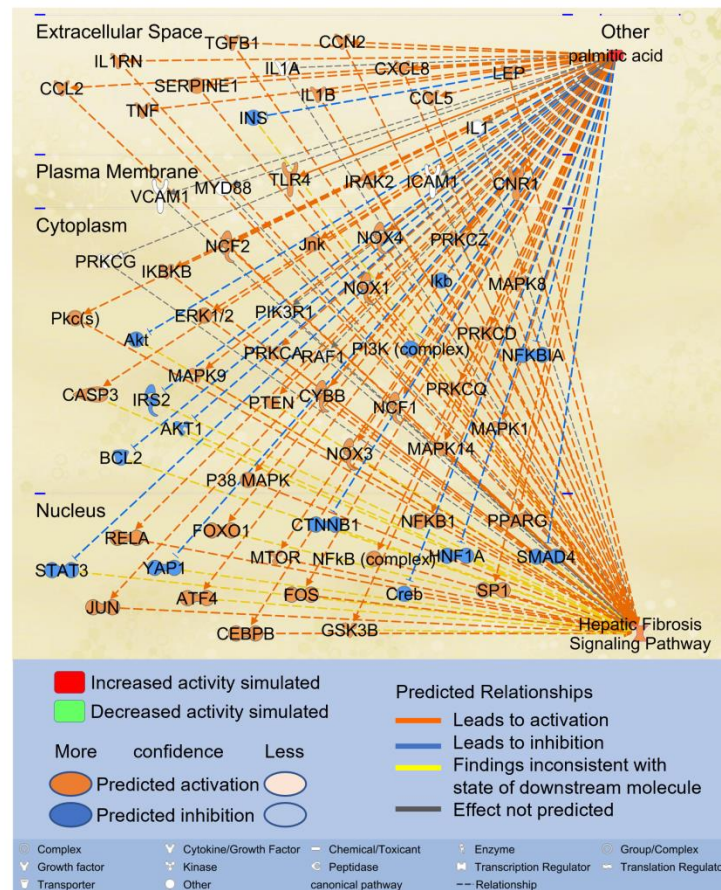 Extracellular Space
Other
TGFB1
CCN2
palmitic acid
IL1RN
IL1A
CXCL8
LEP
CCL2
SERPINE1
IL1B
CCL5
TNF
INS
IL1
Plasma Membrane
TLR4
IRAK2
ICAM1
CNR1
VCAM1
MYD88
Cytoplasm
NCF2
Jnk
NOX4
PRKCZ
PRKCG
IKBKB
NOX1
Ikb
MAPK8
Pkc(s)
ERK1/2
PIK3R1
PRKCD
Akt
PRKCA
RAF1
PI3K (complex)
NFKBIA
MAPK9
CASP3
IRS2
PTEN
CYBB
PRKCQ
NCF1
AKT1
MAPK1
BCL2
NOX3
MAPK14
P38 MAPK
Nucleus
RELA
FOXO1
CTNNB1
NFKB1
PPARG
STAT3
YAP1
MTOR
NFkB (complex)
HNF1A
SMAD4
JUN
ATF4
FOS
Creb
SP1
CEBPB
GSK3B
Hepatic Fibrosis
Signaling Pathway
Increased activity simulated
Decreased activity simulated
More confidence Less
Predicted activation
Predicted inhibition
Predicted Relationships
Leads to activation
Leads to inhibition
Findings inconsistent with
state of downstream molecule
Effect not predicted
Complex
Cytokine/Growth Factor
Chemical/Toxicant
Enzyme
Group/Complex
Growth factor
Kinase
Peptidase
Transcription Regulator
Translation Regulator
Transporter
Other
canonical pathway
Relationship